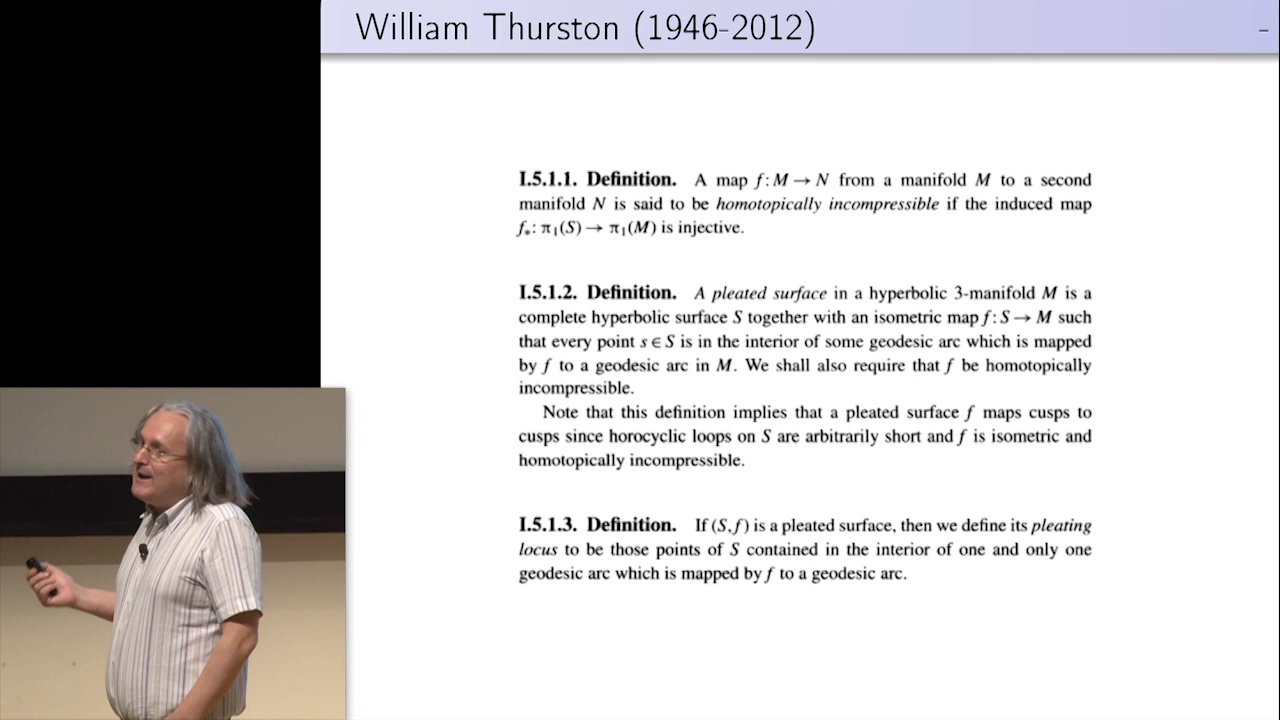 William Thurston (1946-2012)
I.5.1.1. Definition. A map f: M → N from a manifold M to a second
manifold N is said to be homotopically incompressible if the induced map
f∗: π₁(S) → π₁(M) is injective.
I.5.1.2. Definition. A pleated surface in a hyperbolic 3-manifold M is a
complete hyperbolic surface S together with an isometric map f: S → M such
that every point s ∈ S is in the interior of some geodesic arc which is mapped
by f to a geodesic arc in M. We shall also require that f be homotopically
incompressible.
Note that this definition implies that a pleated surface f maps cusps to
cusps since horocyclic loops on S are arbitrarily short and f is isometric and
homotopically incompressible.
I.5.1.3. Definition. If (S, f) is a pleated surface, then we define its pleating
locus to be those points of S contained in the interior of one and only one
geodesic arc which is mapped by f to a geodesic arc.